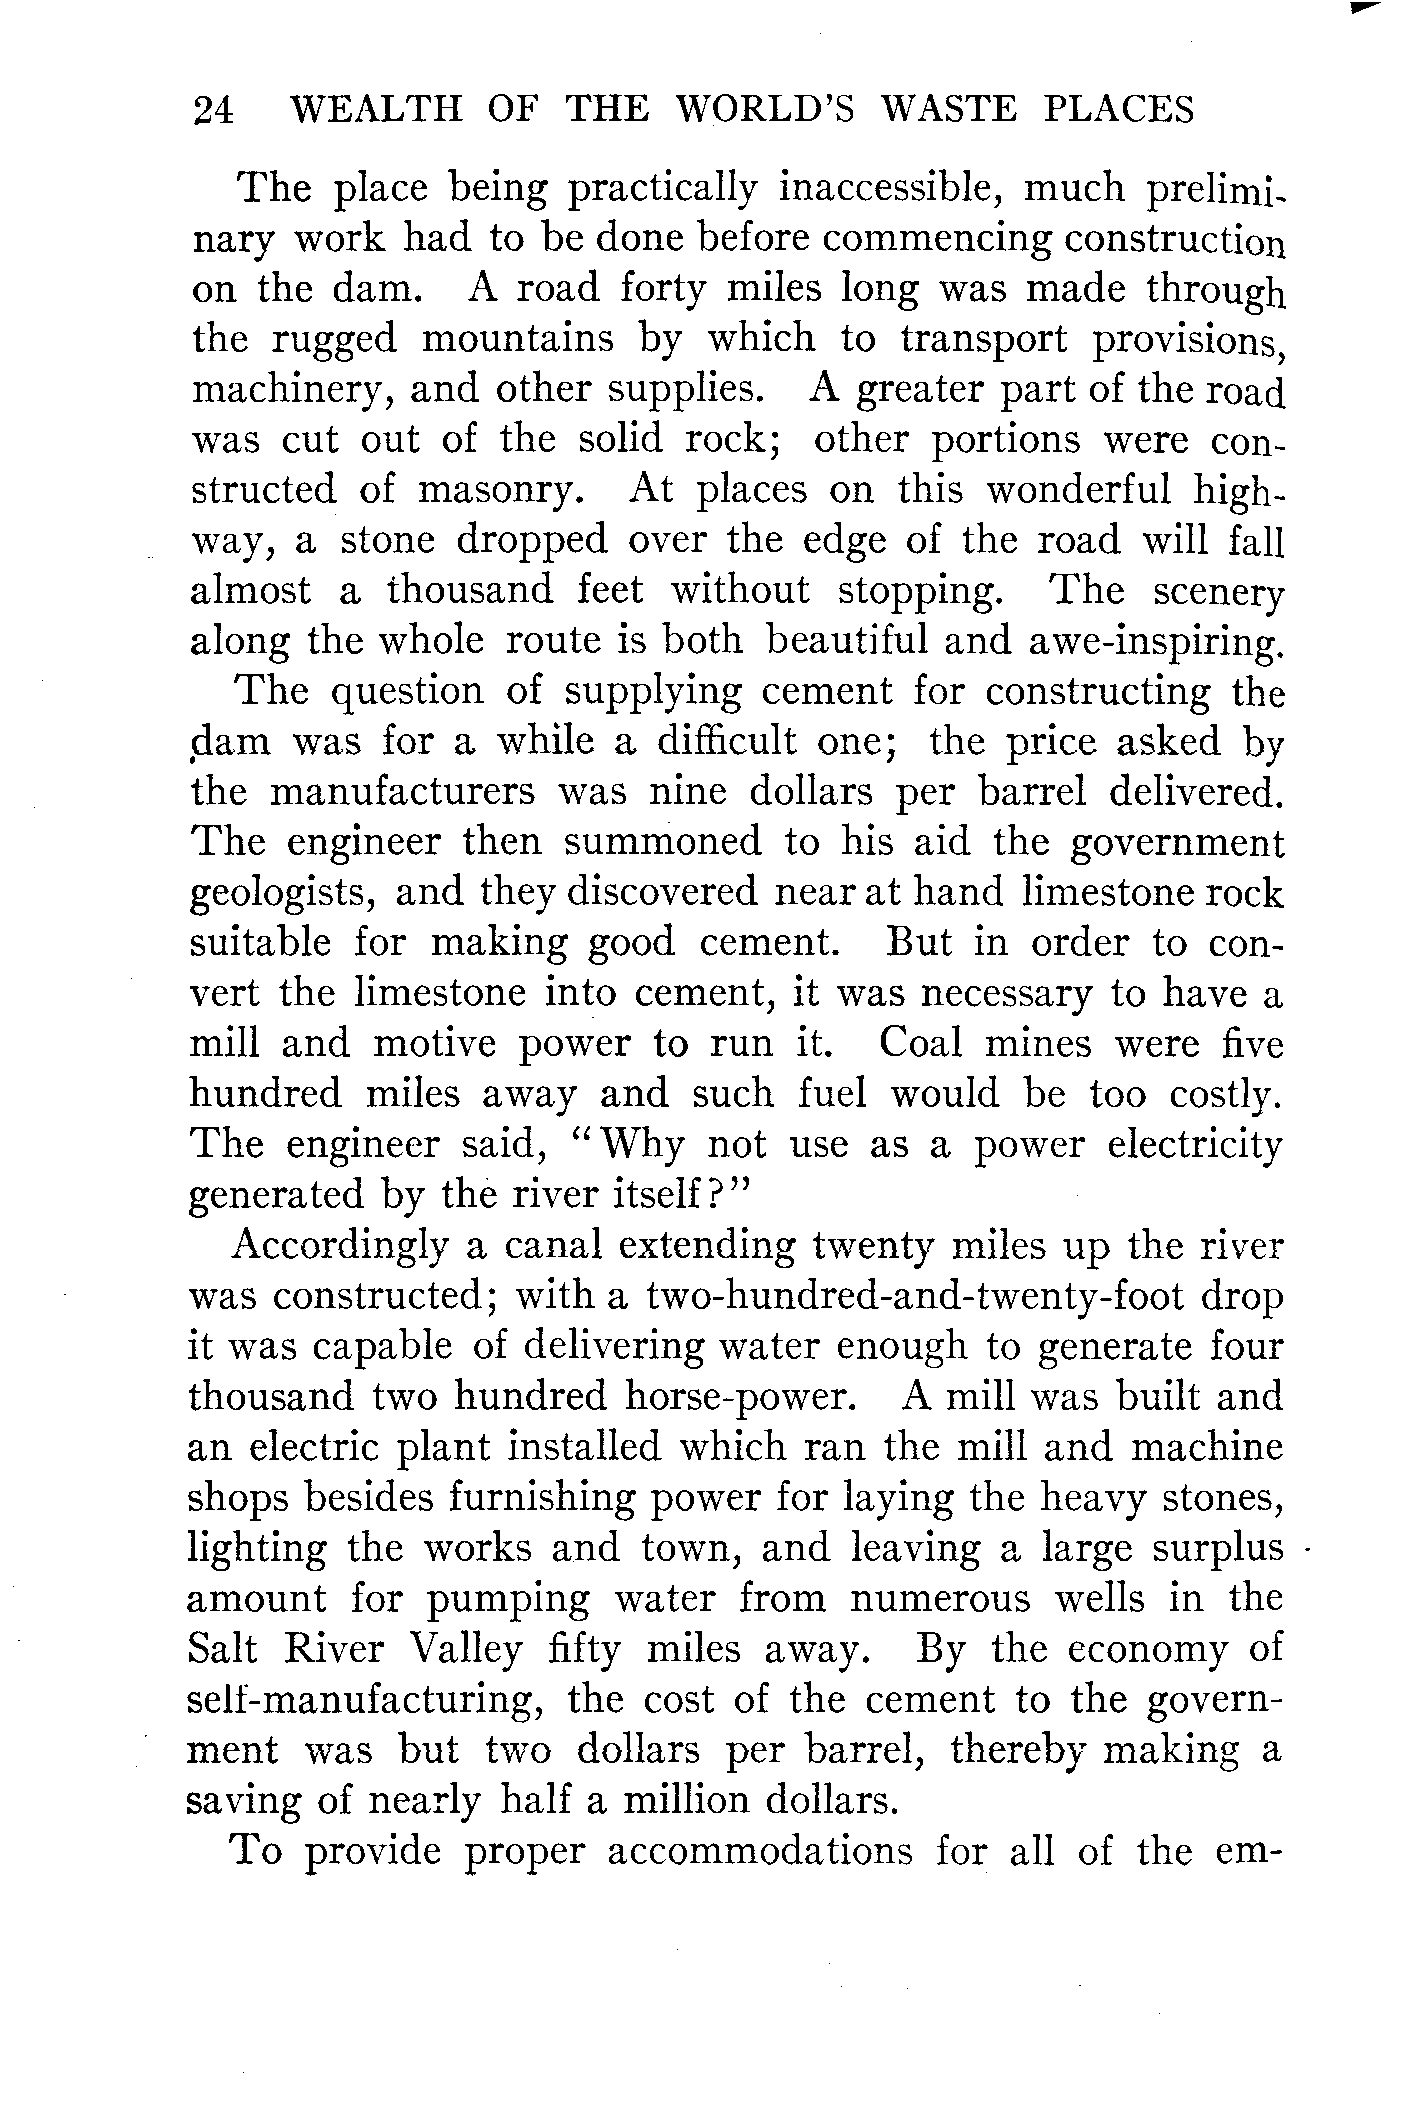 24 WEALTH OF THE WORLD'S WASTE PLACES
The place being practically inaccessible, much prelimi-
nary work had to be done before commencing construction
on the dam. A road forty miles long was made through
the rugged mountains by which to transport provisions,
machinery, and other supplies. A greater part of the road
was cut out of the solid rock; other portions were con-
structed of masonry. At places on this wonderful high-
way, a stone dropped over the edge of the road will fall
almost a thousand feet without stopping. The scenery
along the whole route is both beautiful and awe-inspiring.
The question of supplying cement for constructing the
dam was for a while a difficult one; the price asked by
the manufacturers was nine dollars per barrel delivered.
The engineer then summoned to his aid the government
geologists, and they discovered near at hand limestone rock
suitable for making good cement. But in order to con-
vert the limestone into cement, it was necessary to have a
mill and motive power to run it. Coal mines were five
hundred miles away and such fuel would be too costly.
The engineer said, "Why not use as a power electricity
generated by the river itself?"
Accordingly a canal extending twenty miles up the river
was constructed; with a two-hundred-and-twenty-foot drop
it was capable of delivering water enough to generate four
thousand two hundred horse-power. A mill was built and
an electric plant installed which ran the mill and machine
shops besides furnishing power for laying the heavy stones,
lighting the works and town, and leaving a large surplus
amount for pumping water from numerous wells in the
Salt River Valley fifty miles away. By the economy of
self-manufacturing, the cost of the cement to the govern-
ment was but two dollars per barrel, thereby making a
saving of nearly half a million dollars.
To provide proper accommodations for all of the em-